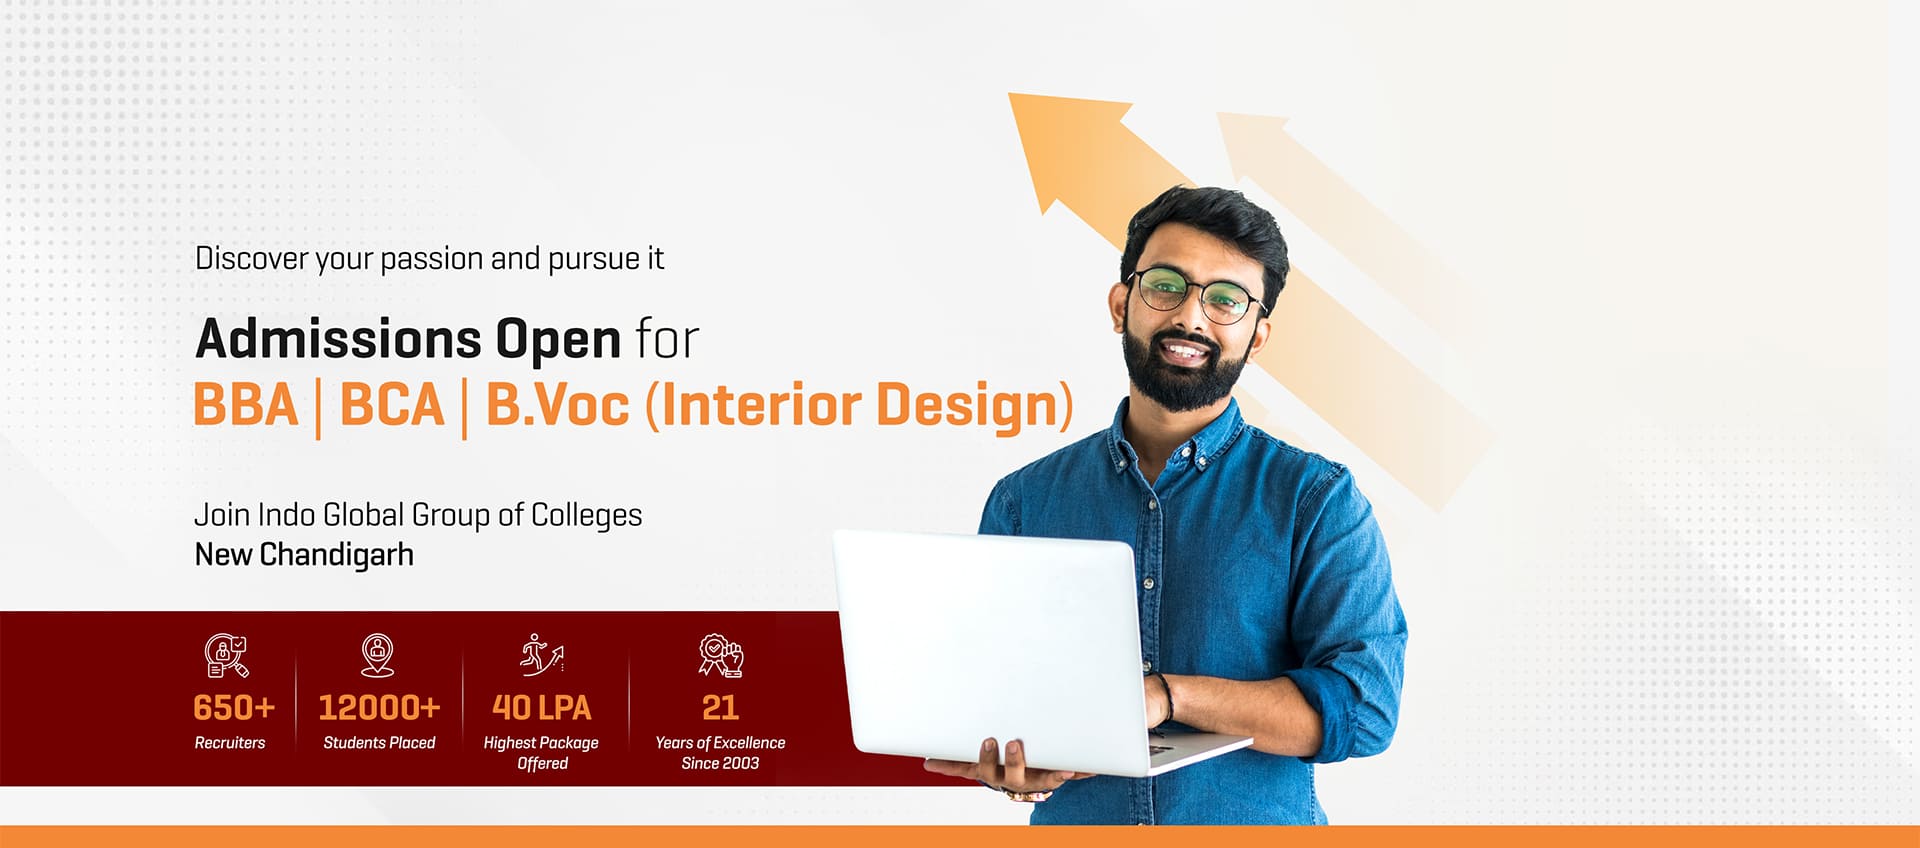 Discover your passion and pursue it
Admissions Open for
BBA | BCA | B.Voc (Interior Design)
Join Indo Global Group of Colleges
New Chandigarh
650+
Recruiters
12000+
Students Placed
40 LPA
Highest Package
Offered
21
Years of Excellence
Since 2003